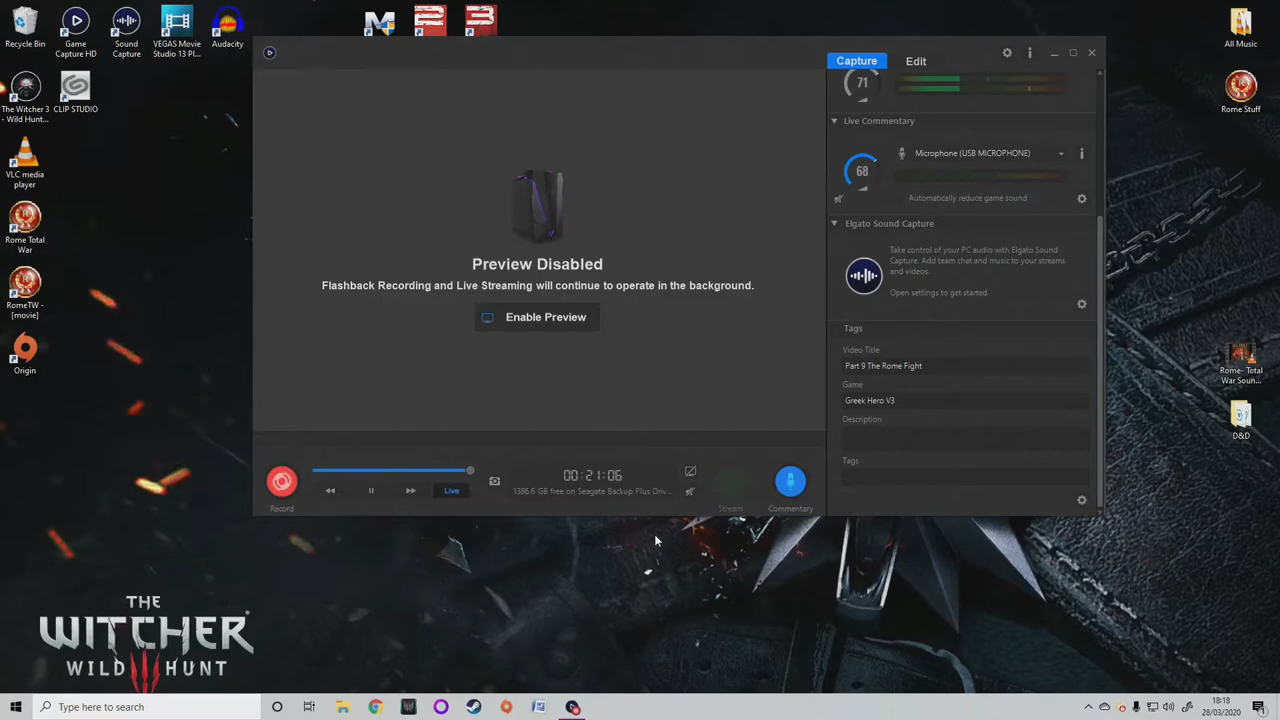 Recycle Bin
Game
Capture HD
Sound
Capture
VEGAS Movie
Studio 13 Pl...
Audacity
M
2
3
All Music
The Witcher
3 - Wild Hunt...
CLIP STUDIO
Rome Stuff
VLC media
player
Rome Total
War
RomeTW -
[movie]
Origin
Rome- Total
War Soun...
D&D
Capture
Edit
71
Live Commentary
68
Microphone (USB MICROPHONE)
Automatically reduce game sound
Elgato Sound Capture
Take control of your PC audio with Elgato
Sound Capture. Add team chat and music to your streams
and videos.
Open settings to get started.
Tags
Video Title
Part 9 The Rome Fight
Game
Greek Hero V3
Description
Tags
Preview Disabled
Flashback Recording and Live Streaming will continue to operate in the background.
Enable Preview
Record
Live
00:21:06
1386.6 GB free on Seagate Backup Plus Driv...
Stream
Commentary
THE
WITCHER
WILD HUNT
Type here to search
18:18
28/03/2020
1